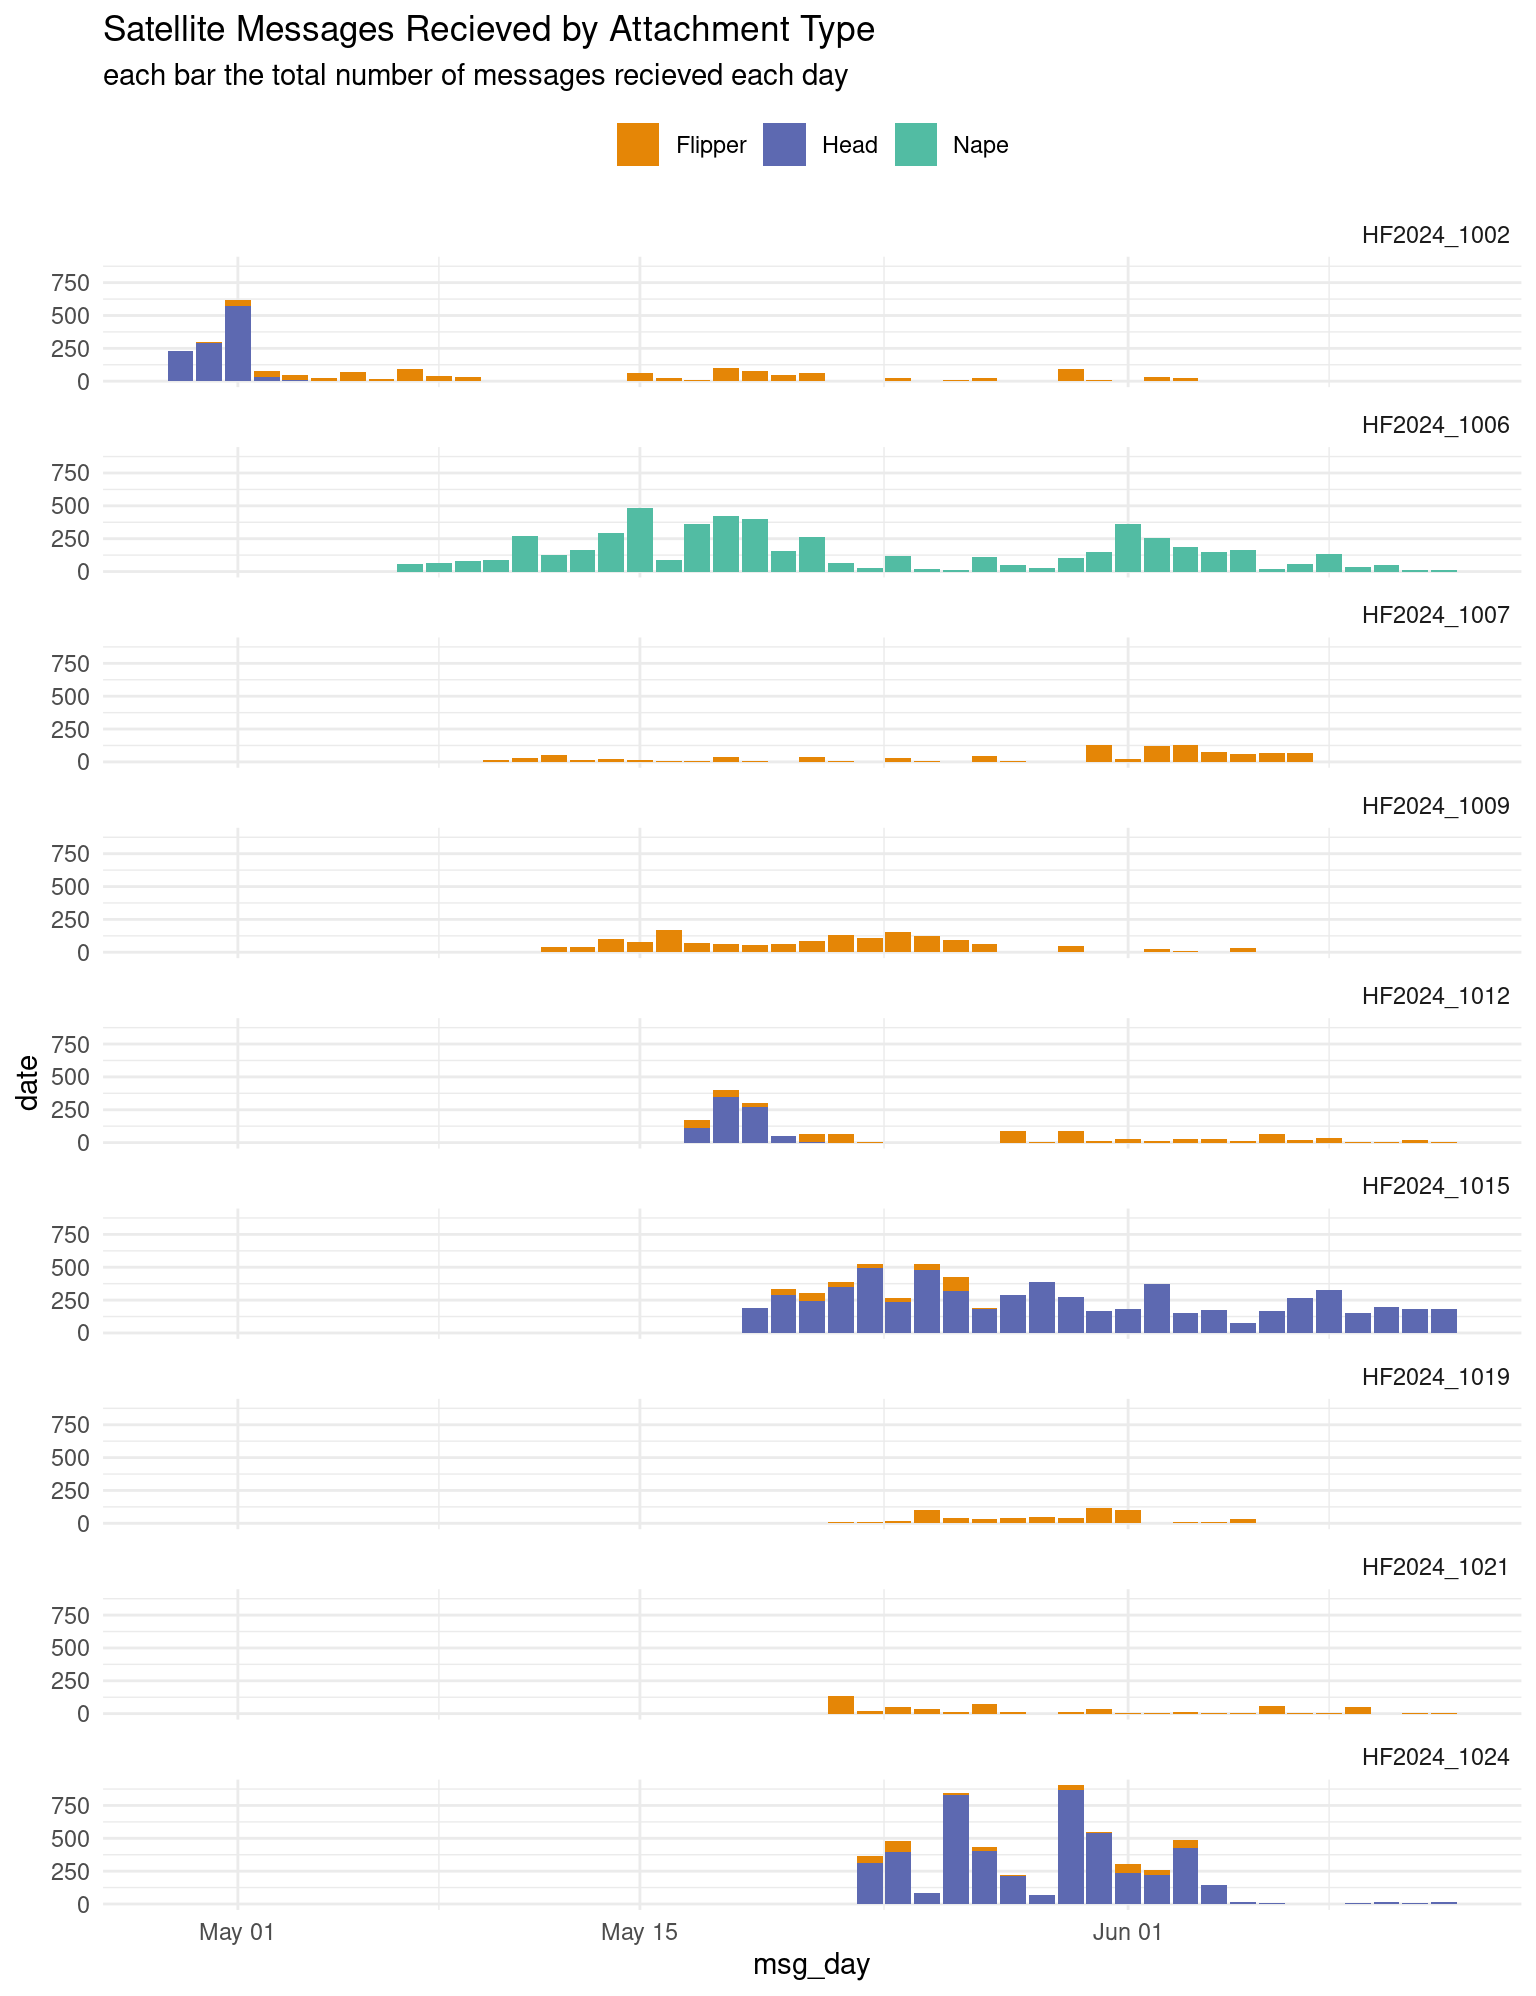 Satellite Messages Recieved by Attachment Type
each bar the total number of messages recieved each day
Flipper Head Nape
HF2024_1002
750
500
250
0
HF2024_1006
750
500
250
0
HF2024_1007
750
500
250
0
HF2024_1009
750
500
250
0
HF2024_1012
750
500
250
0
date
HF2024_1015
750
500
250
0
HF2024_1019
750
500
250
0
HF2024_1021
750
500
250
0
HF2024_1024
750
500
250
0
May 01 May 15 Jun 01
msg_day